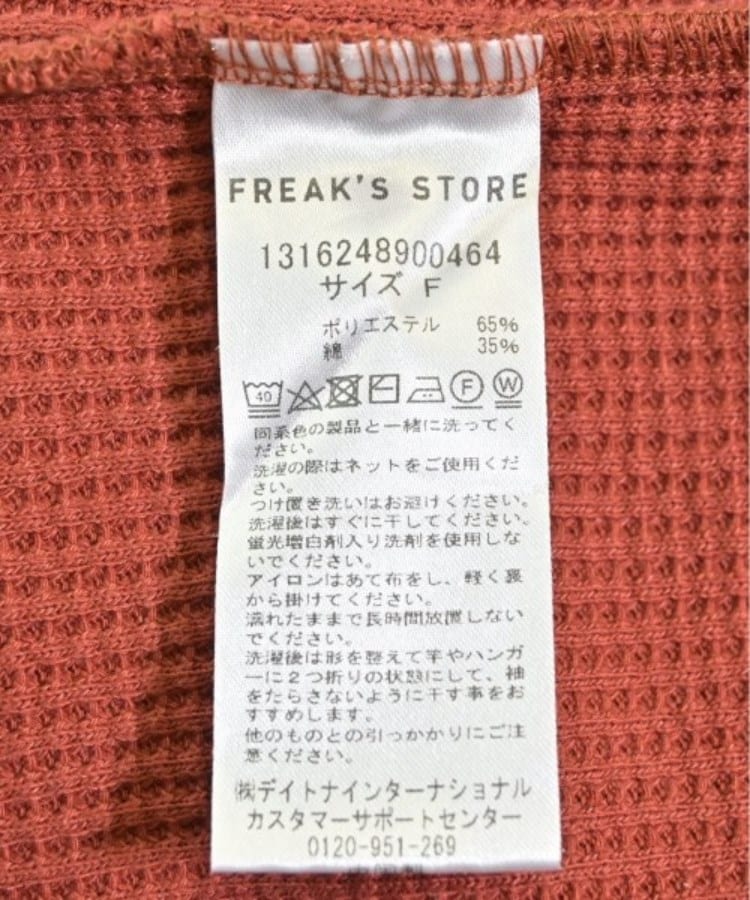 FREAK'S STORE
1316248900464
サイズ F
ポリエステル 65%
綿 35%
40 F W
同系色の製品と一緒に洗ってく
ださい。
洗濯の際はネットをご使用くだ
さい。
つけ置き洗いはお避けください。
洗濯後はすぐに干してください。
蛍光増白剤入り洗剤を使用しな
いでください。
アイロンはあて布をし、軽く裏
から掛けてください。
濡れたままで長時間放置しない
でください。
洗濯後は形を整えて竿やハンガ
ーに2つ折りの状態にして、袖
をたらさないように干す事をお
すすめします。
他のものとの引っかかりにご注
意ください。
㈱デイトナインターナショナル
カスタマーサポートセンター
0120-951-269